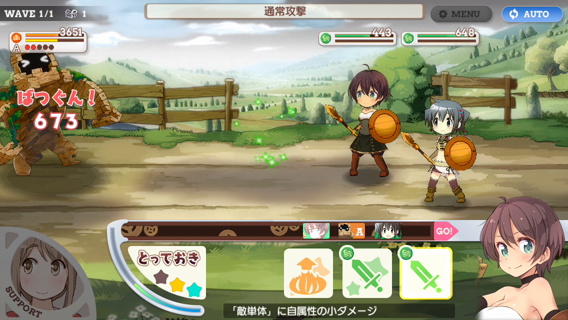 WAVE 1/1
1
通常攻撃
MENU
AUTO
3651
A
443
648
ばつぐん!
673
A
GO!
とっておき
SUPPORT
「敵単体」に自属性の小ダメージ